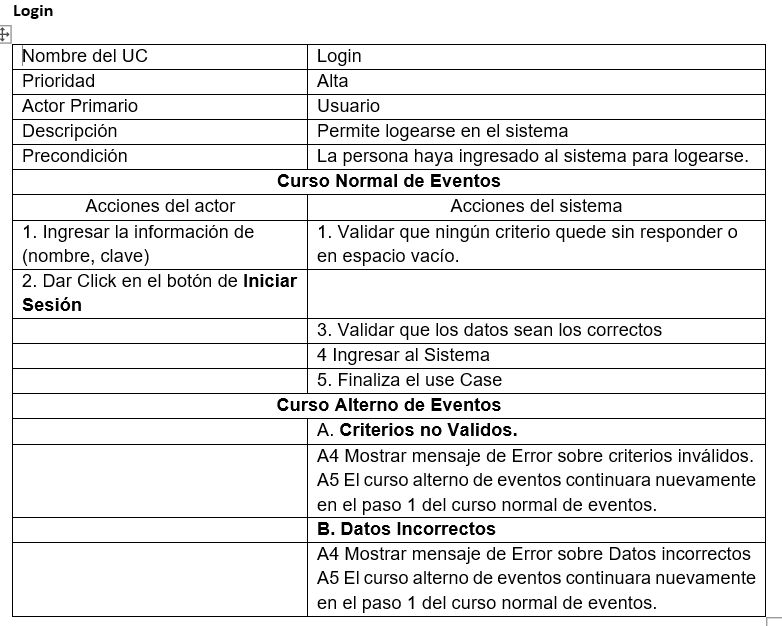 Login
Nombre del UC Login
Prioridad Alta
Actor Primario Usuario
Descripción Permite logearse en el sistema
Precondición La persona haya ingresado al sistema para logearse.
Curso Normal de Eventos
Acciones del actor Acciones del sistema
1. Ingresar la información de
(nombre, clave)
1. Validar que ningún criterio quede sin responder o
en espacio vacío.
2. Dar Click en el botón de Iniciar
Sesión
3. Validar que los datos sean los correctos
4 Ingresar al Sistema
5. Finaliza el use Case
Curso Alterno de Eventos
A. Criterios no Validos.
A4 Mostrar mensaje de Error sobre criterios inválidos.
A5 El curso alterno de eventos continuara nuevamente
en el paso 1 del curso normal de eventos.
B. Datos Incorrectos
A4 Mostrar mensaje de Error sobre Datos incorrectos
A5 El curso alterno de eventos continuara nuevamente
en el paso 1 del curso normal de eventos.